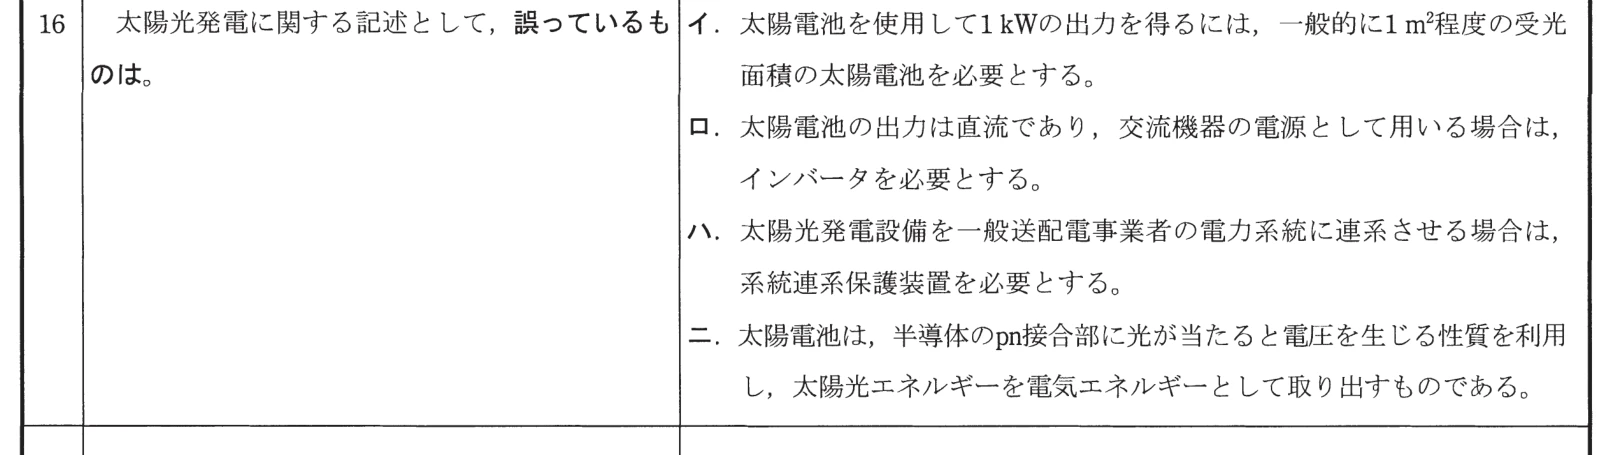 16
太陽光発電に関する記述として，誤っているも
のは。
イ．太陽電池を使用して1 kWの出力を得るには，一般的に1 m²程度の受光
面積の太陽電池を必要とする。
ロ．太陽電池の出力は直流であり，交流機器の電源として用いる場合は，
インバータを必要とする。
ハ．太陽光発電設備を一般送配電事業者の電力系統に連系させる場合は，
系統連系保護装置を必要とする。
ニ．太陽電池は，半導体のpn接合部に光が当たると電圧を生じる性質を利用
し，太陽光エネルギーを電気エネルギーとして取り出すものである。